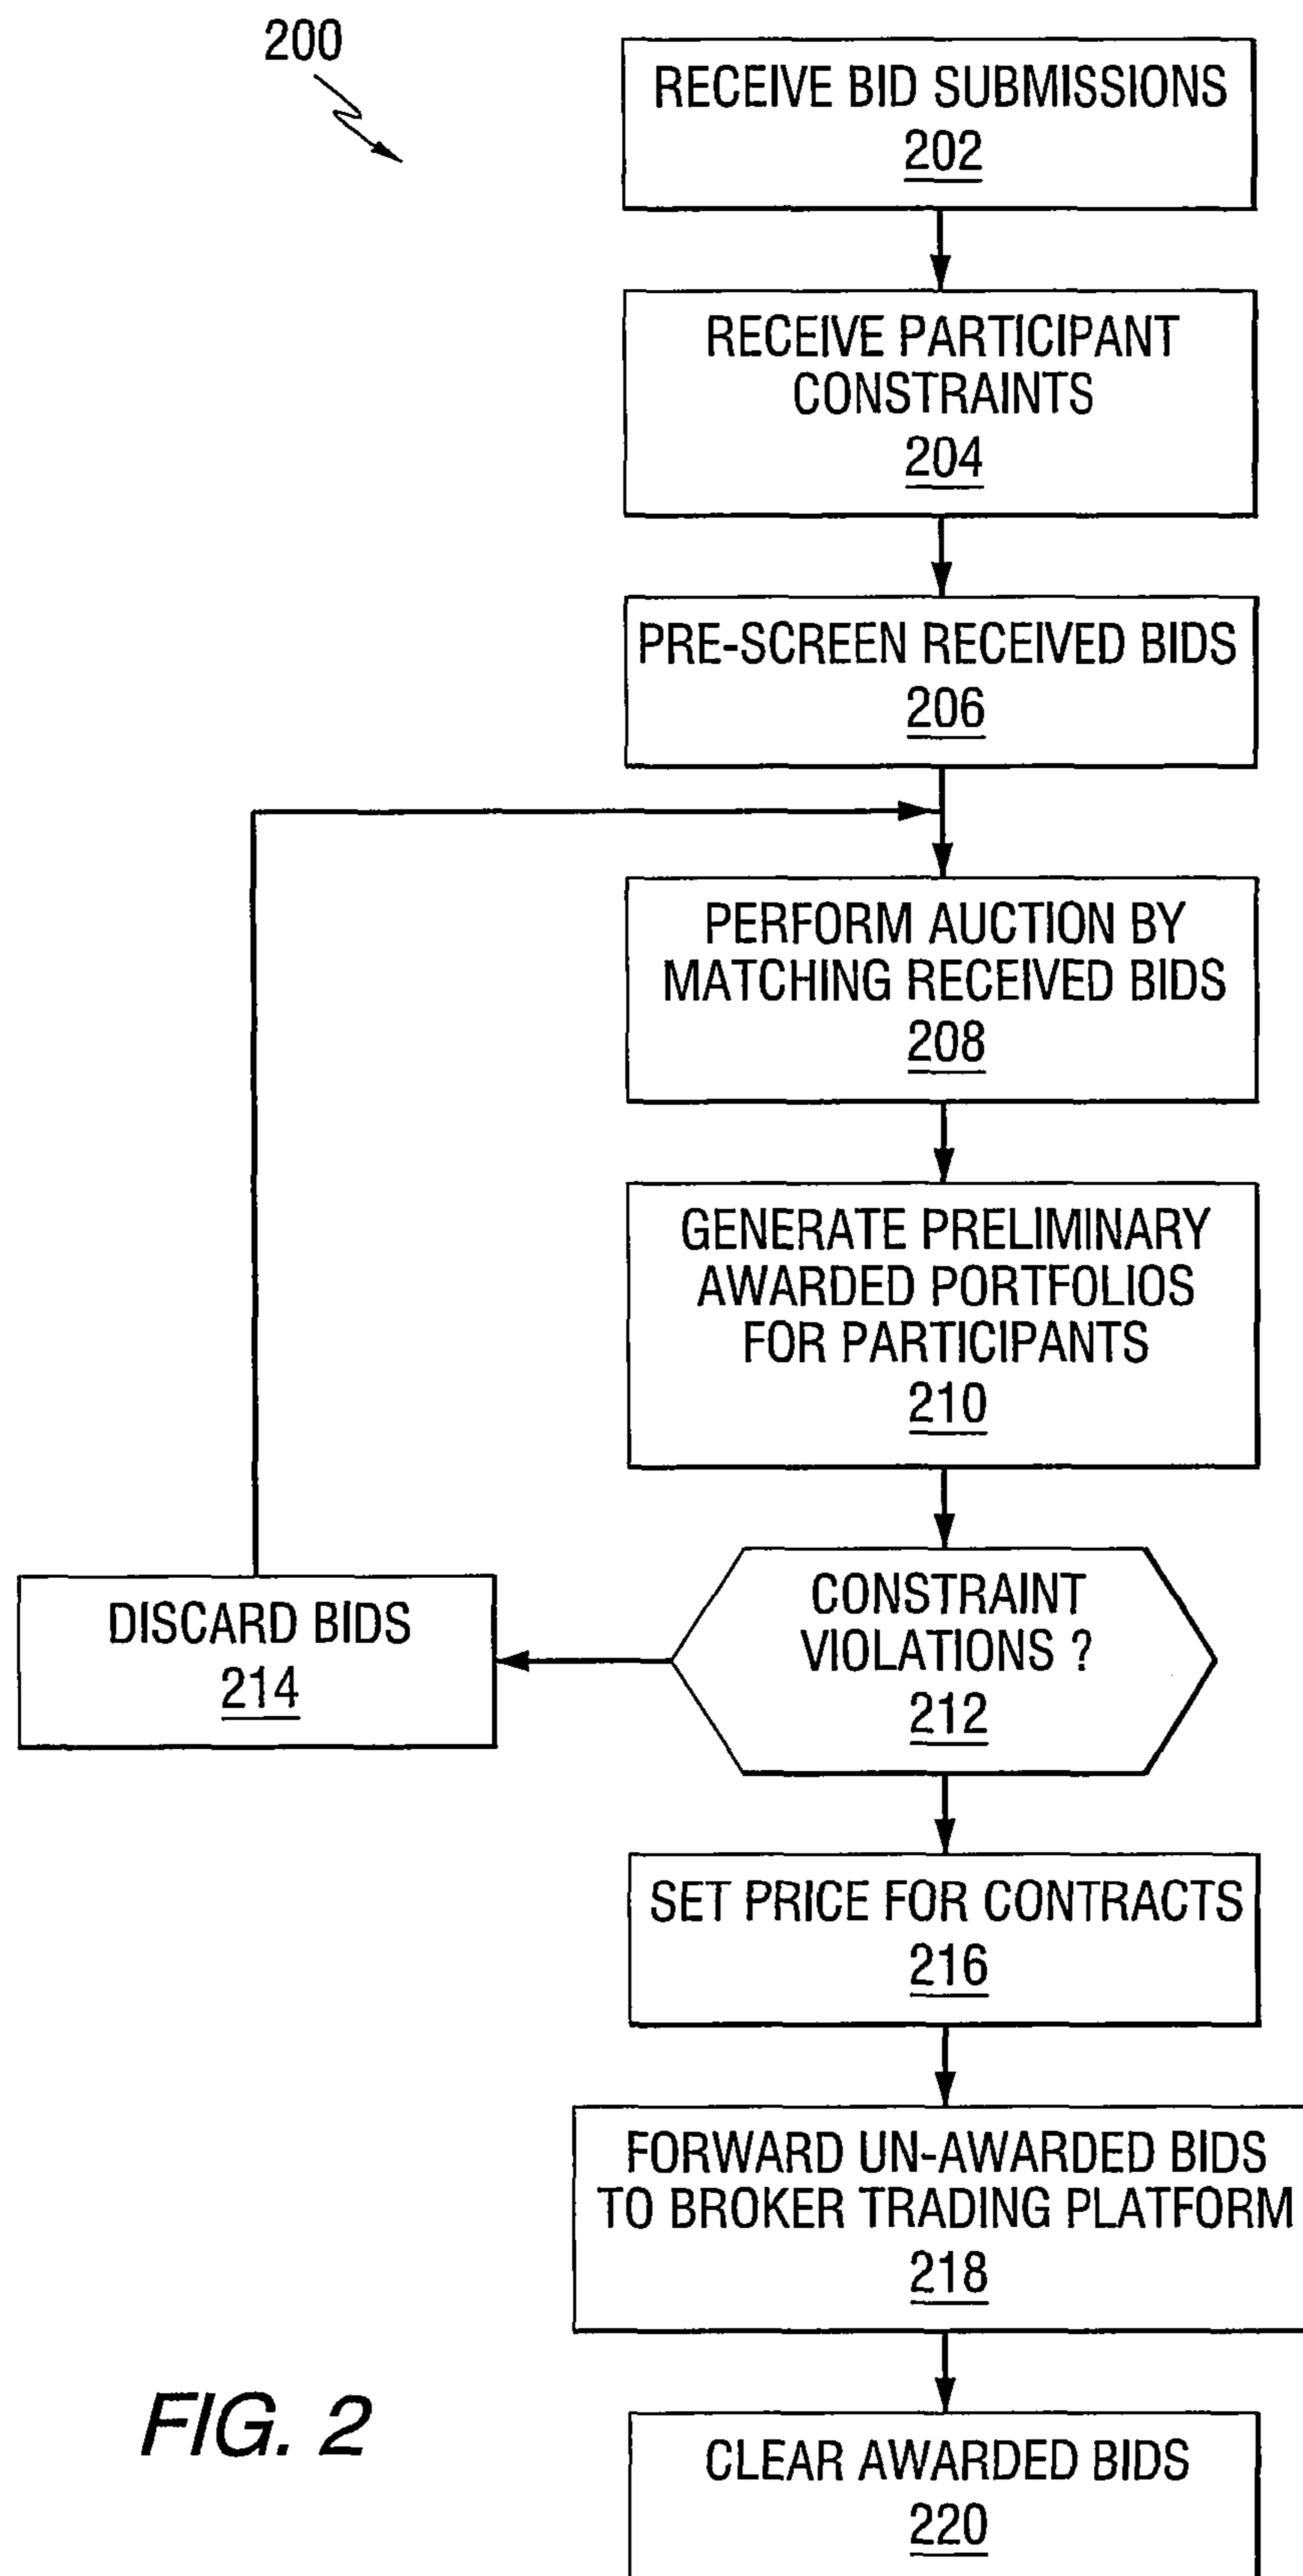 200
RECEIVE BID SUBMISSIONS
202
RECEIVE PARTICIPANT
CONSTRAINTS
204
PRE-SCREEN RECEIVED BIDS
206
PERFORM AUCTION BY
MATCHING RECEIVED BIDS
208
GENERATE PRELIMINARY
AWARDED PORTFOLIOS
FOR PARTICIPANTS
210
CONSTRAINT
VIOLATIONS ?
212
DISCARD BIDS
214
SET PRICE FOR CONTRACTS
216
FORWARD UN-AWARDED BIDS
TO BROKER TRADING PLATFORM
218
CLEAR AWARDED BIDS
220
FIG. 2